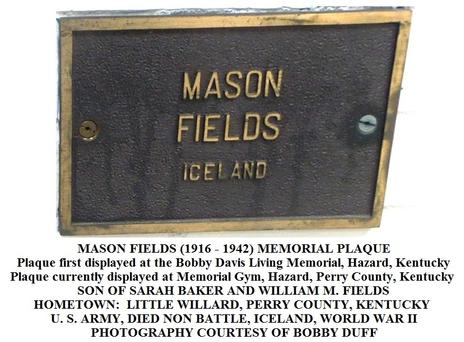 MASON
FIELDS
ICELAND
MASON FIELDS (1916 - 1942) MEMORIAL PLAQUE
Plaque first displayed at the Bobby Davis Living Memorial, Hazard, Kentucky
Plaque currently displayed at Memorial Gym, Hazard, Perry County, Kentucky
SON OF SARAH BAKER AND WILLIAM M. FIELDS
HOMETOWN: LITTLE WILLARD, PERRY COUNTY, KENTUCKY
U. S. ARMY, DIED NON BATTLE, ICELAND, WORLD WAR II
PHOTOGRAPHY COURTESY OF BOBBY DUFF